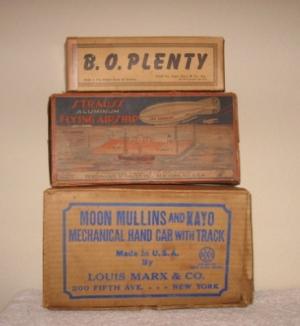 B.O. PLENTY
STRAUSS
ALUMINUM
FLYING AIRSHIP
MOON MULLINS AND KAYO
MECHANICAL HAND CAR WITH TRACK
Made in U.S.A.
By
LOUIS MARX & CO.
200 FIFTH AVE. - - - NEW YORK